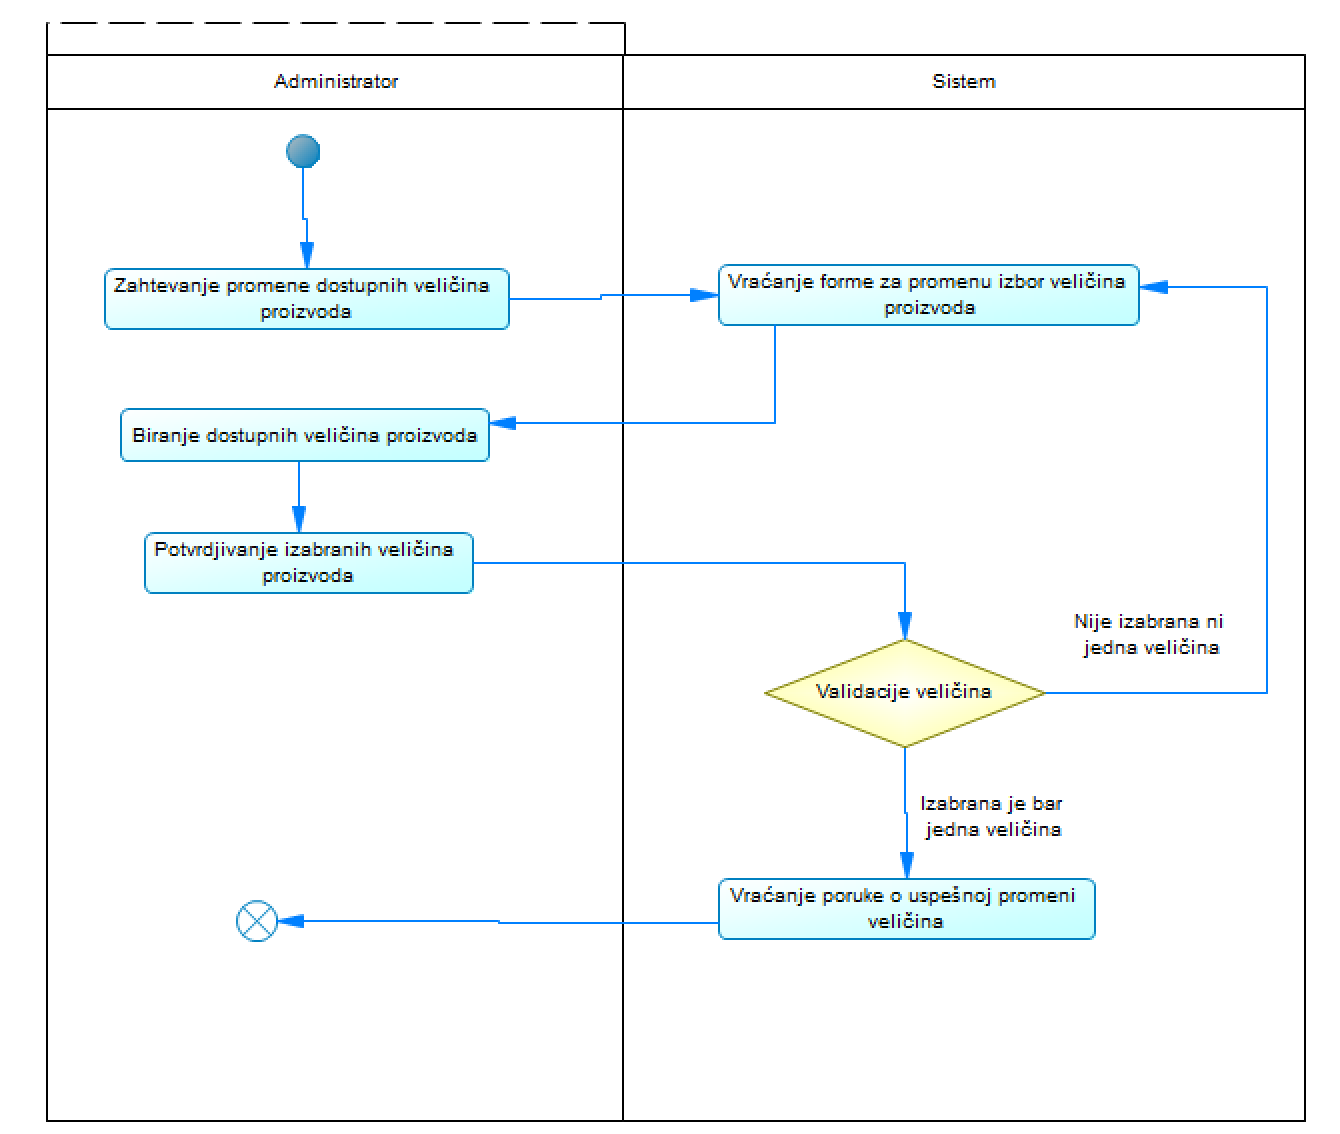 Administrator
Sistem
Zahtevanje promene dostupnih veličina
proizvoda
Vraćanje forme za promenu izbor veličina
proizvoda
Biranje dostupnih veličina proizvoda
Potvrdjivanje izabranih veličina
proizvoda
Nije izabrana ni
jedna veličina
Validacije veličina
Izabrana je bar
jedna veličina
Vraćanje poruke o uspešnoj promeni
veličina